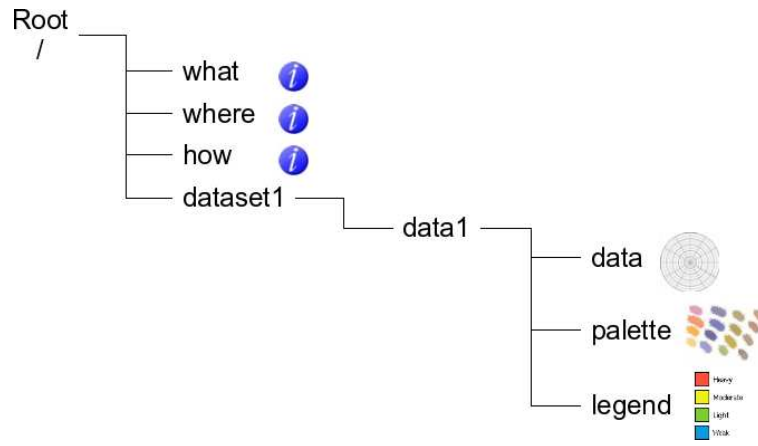 Root
/
what i
where i
how i
dataset1
data1
data
palette
legend
Heavy
Moderate
Light
Weak